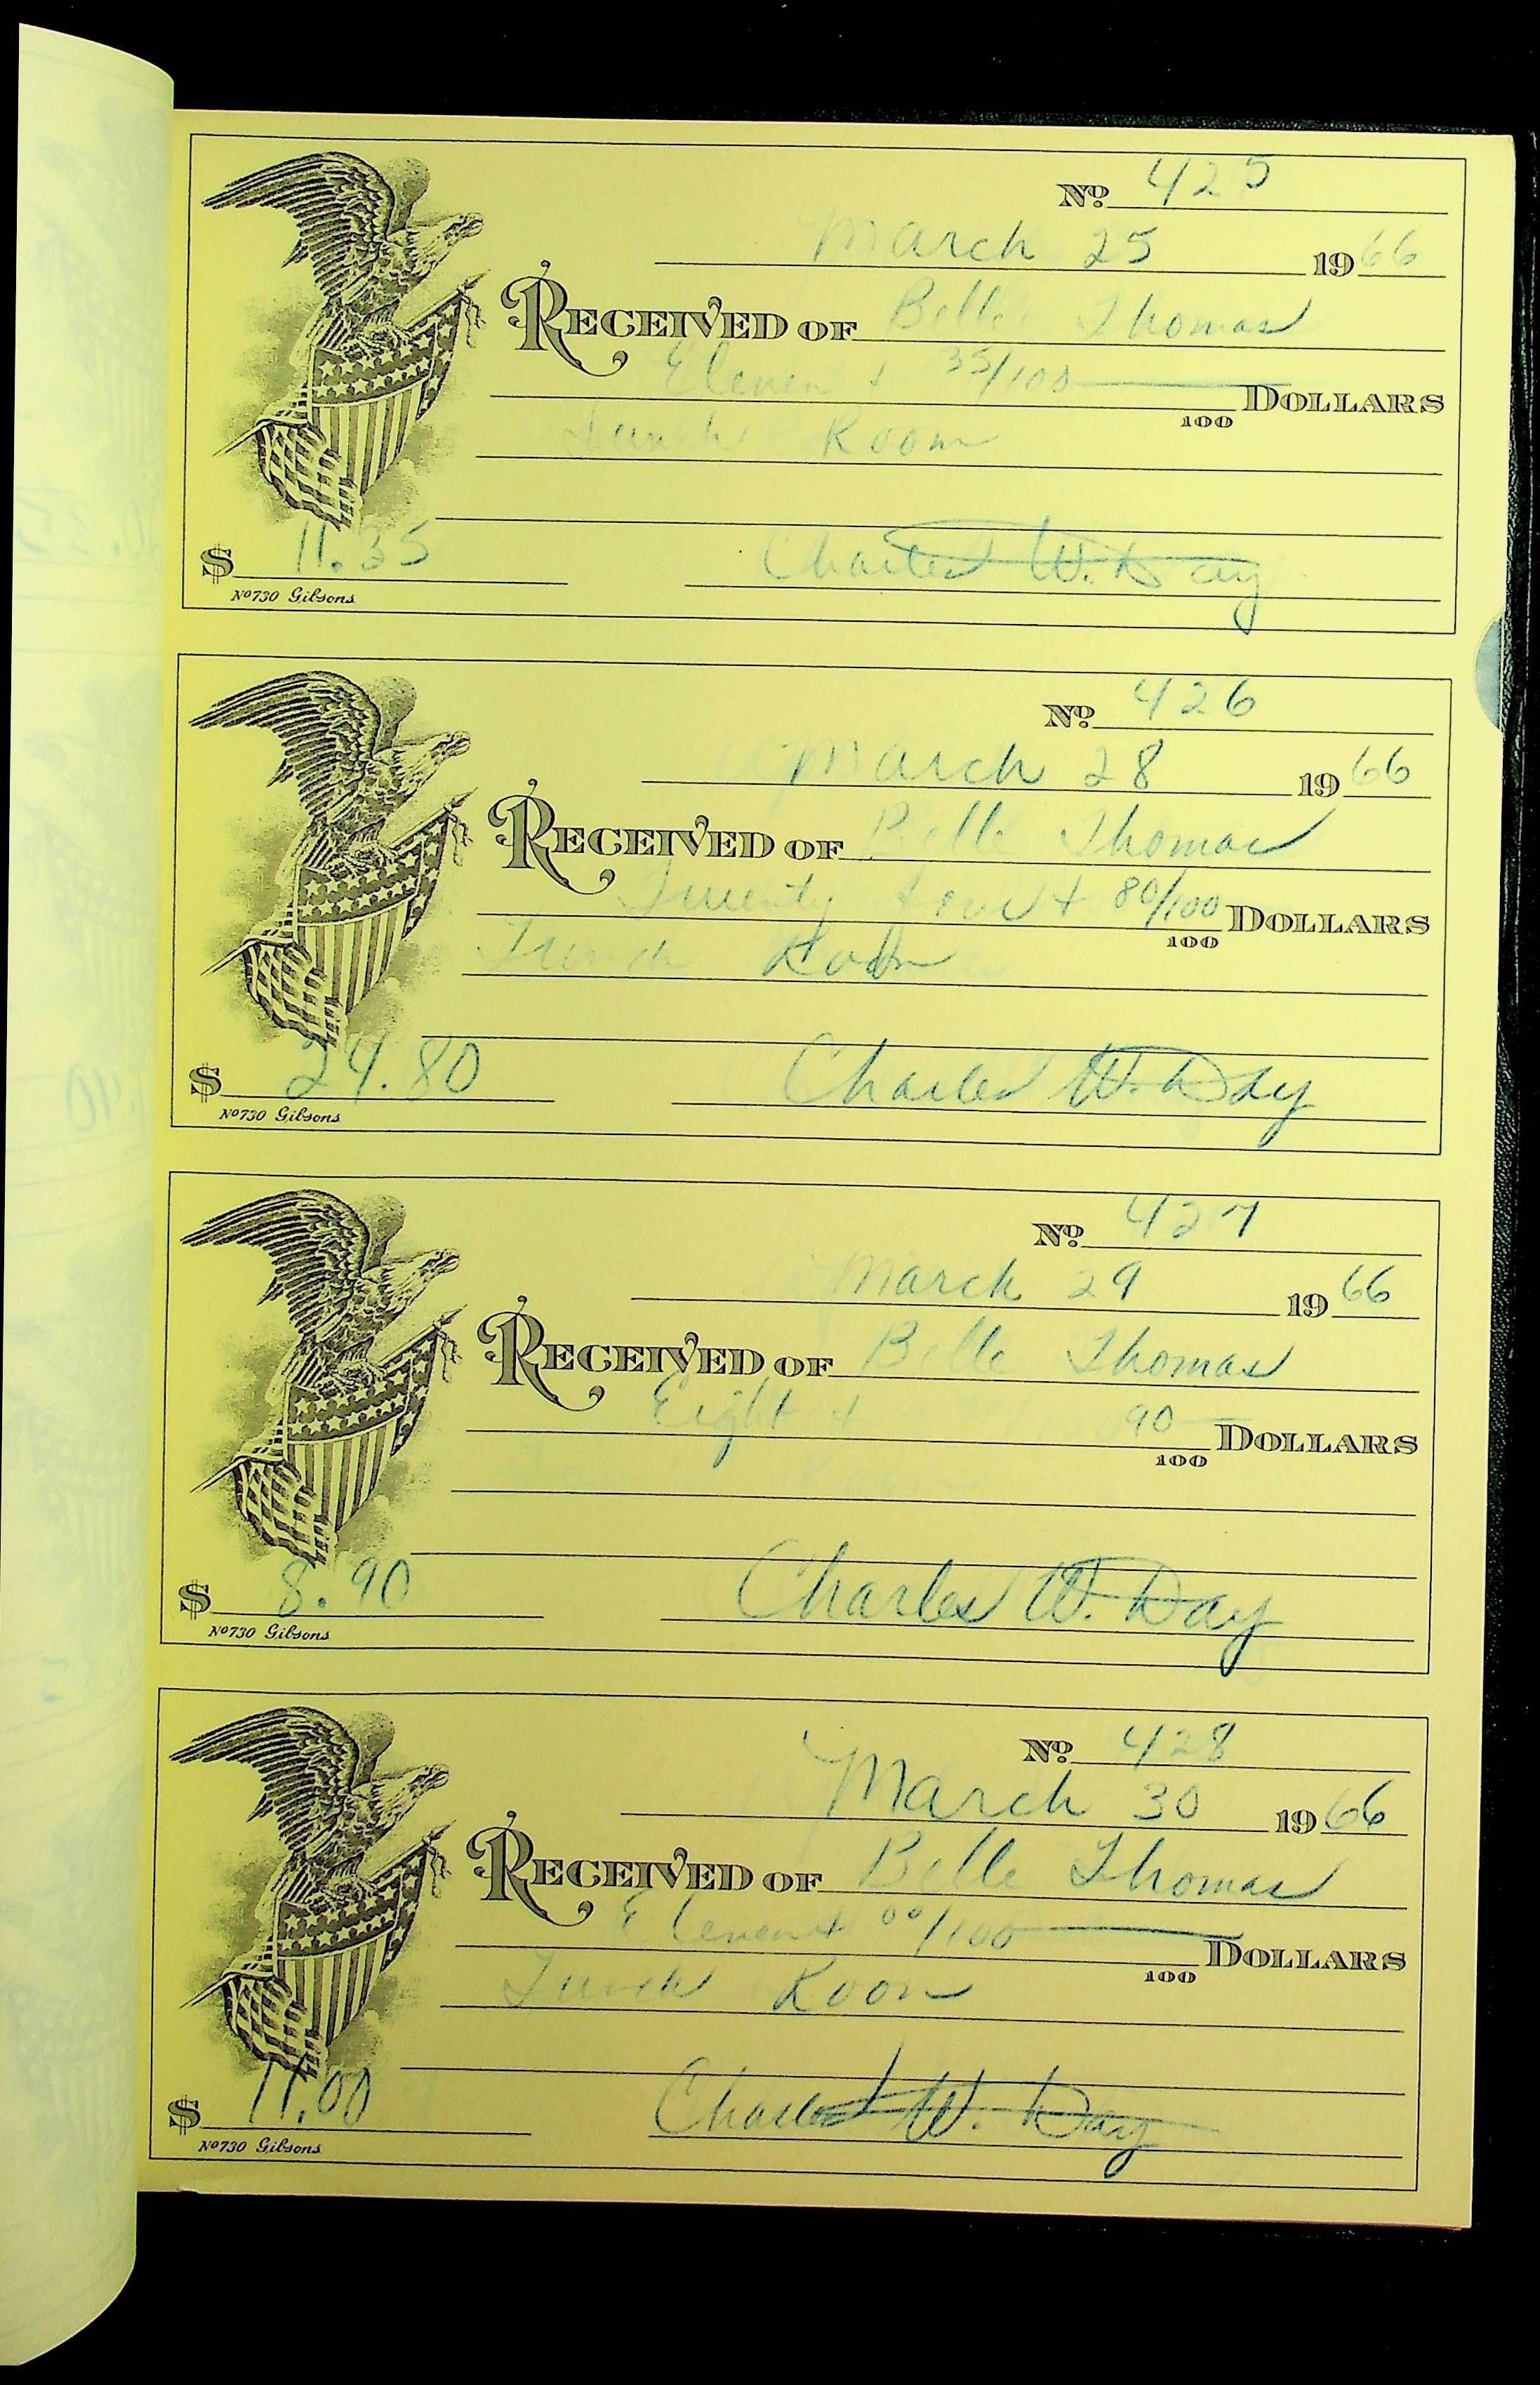 Nº 425
March 25 1966
RECEIVED OF Belle Thomas
Eleven & 35/100 DOLLARS
100
Lunch Room
$ 11.35 Charles W. Day
Nº730 Gibsons
Nº 426
March 28 1966
RECEIVED OF Belle Thomas
Twenty four & 80/100 DOLLARS
100
Lunch Room
$ 24.80 Charles W. Day
Nº730 Gibsons
Nº 427
March 29 1966
RECEIVED OF Belle Thomas
Eight & 90 DOLLARS
100
$ 8.90 Charles W. Day
Nº730 Gibsons
Nº 428
March 30 1966
RECEIVED OF Belle Thomas
Eleven & 00/100 DOLLARS
100
Lunch Room
$ 11.00 Charles W. Day
Nº730 Gibsons